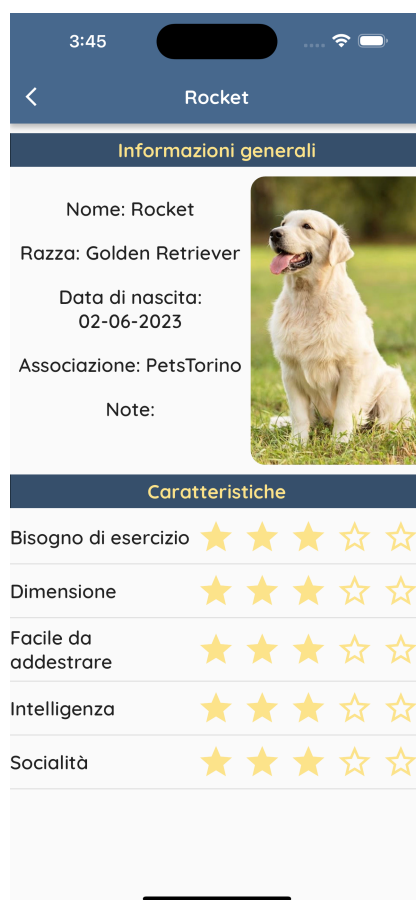 3:45
Rocket
Informazioni generali
Nome: Rocket
Razza: Golden Retriever
Data di nascita:
02-06-2023
Associazione: PetsTorino
Note:
Caratteristiche
Bisogno di esercizio
Dimensione
Facile da
addestrare
Intelligenza
Socialità